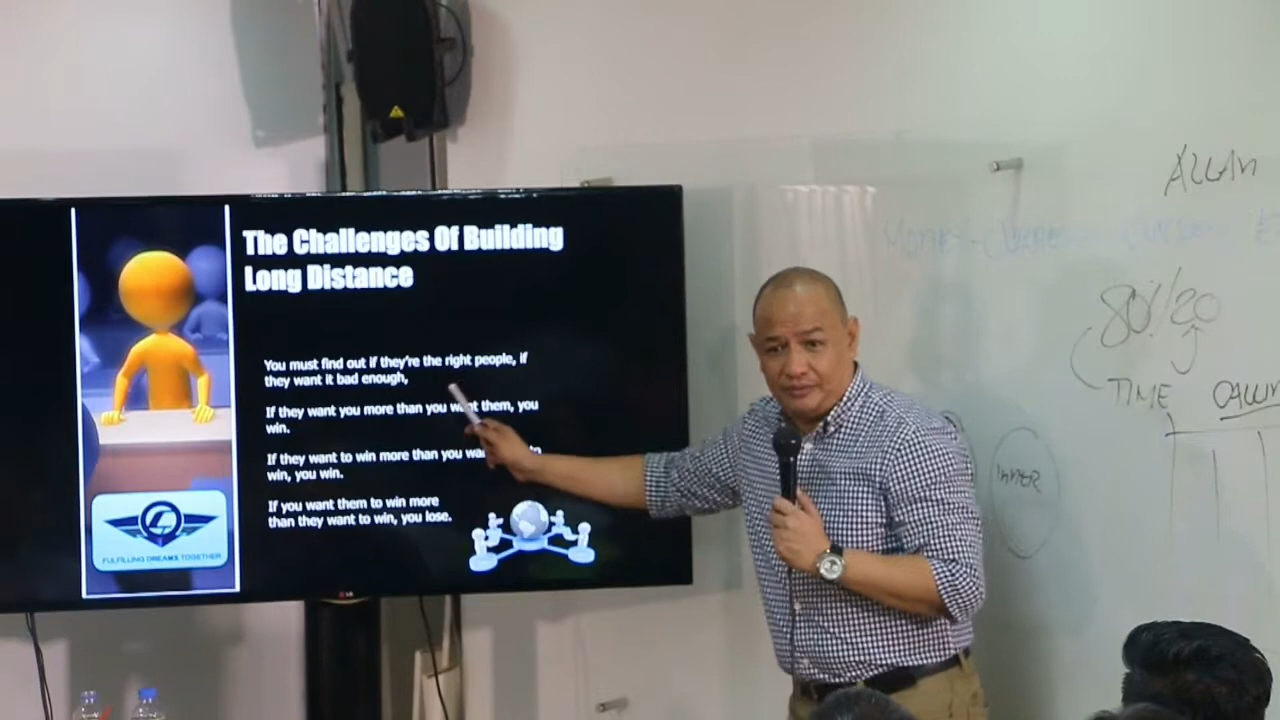 The Challenges Of Building
Long Distance
You must find out if they're the right people, if
they want it bad enough,
If they want you more than you want them, you
win.
If they want to win more than you
win, you win.
If you want them to win more
than they want to win, you lose.
FULFILLING DREAMS TOGETHER
LG
ALLAN
80%/20
TIME
INNER